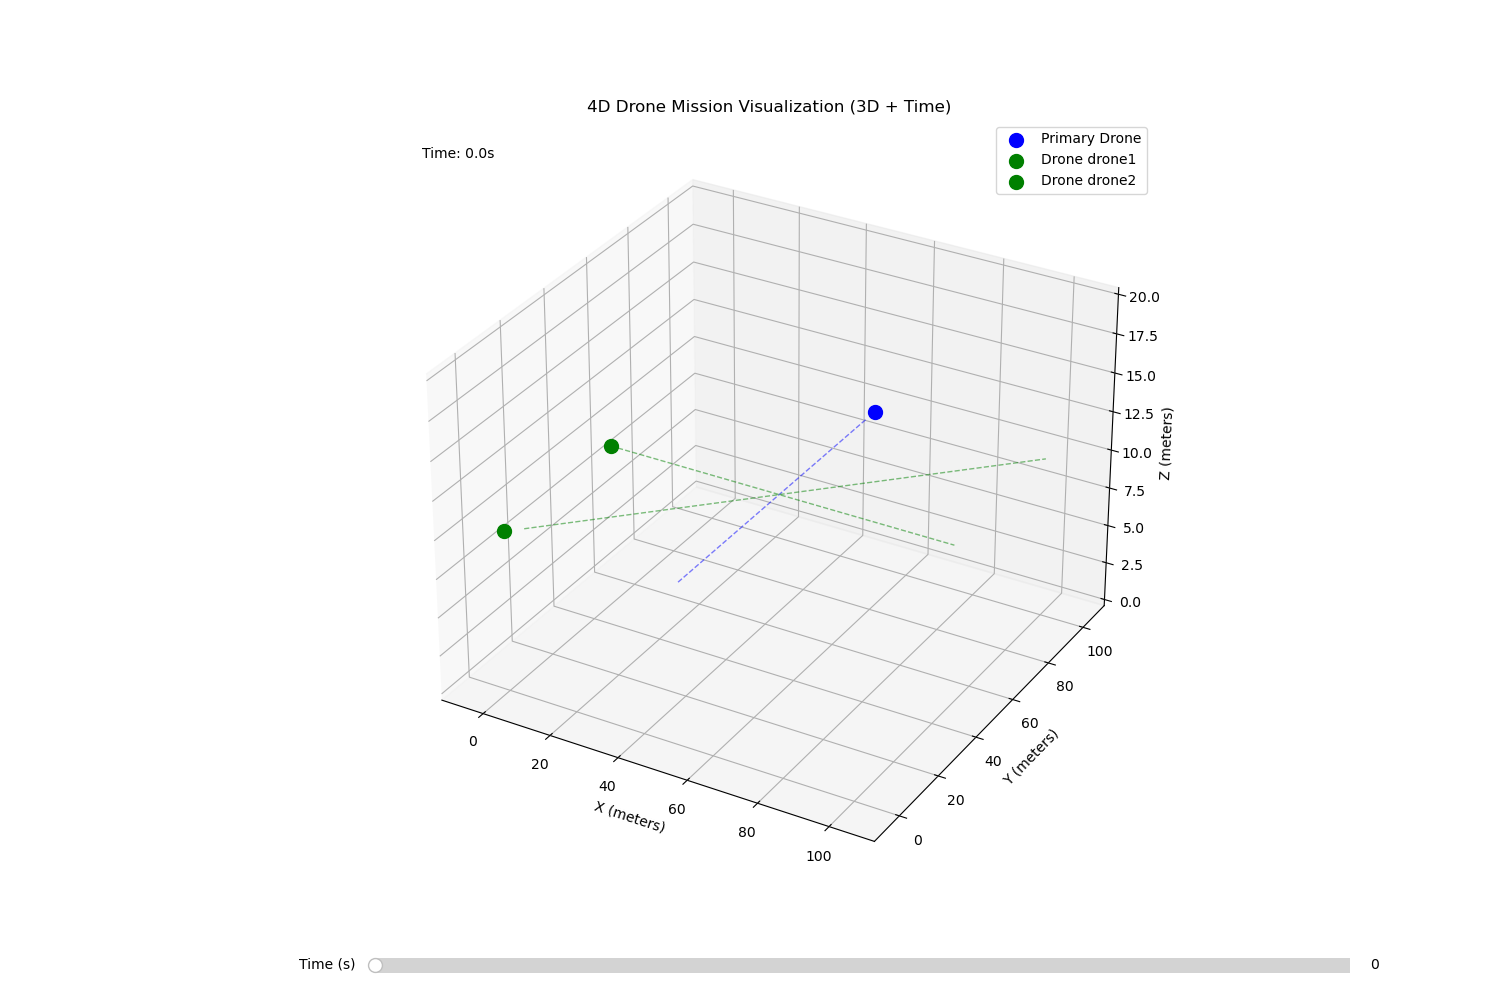 4D Drone Mission Visualization (3D + Time)
Time: 0.0s
Primary Drone
Drone drone1
Drone drone2
20.0
17.5
15.0
12.5
10.0
7.5
5.0
2.5
0.0
Z (meters)
100
80
60
40
20
0
Y (meters)
0
20
40
60
80
100
X (meters)
Time (s)
0